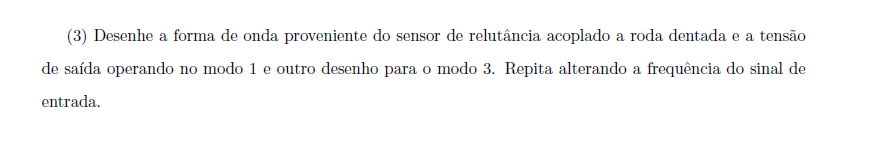 (3) Desenhe a forma de onda proveniente do sensor de relutância acoplado a roda dentada e a tensão
de saída operando no modo 1 e outro desenho para o modo 3. Repita alterando a frequência do sinal de
entrada.